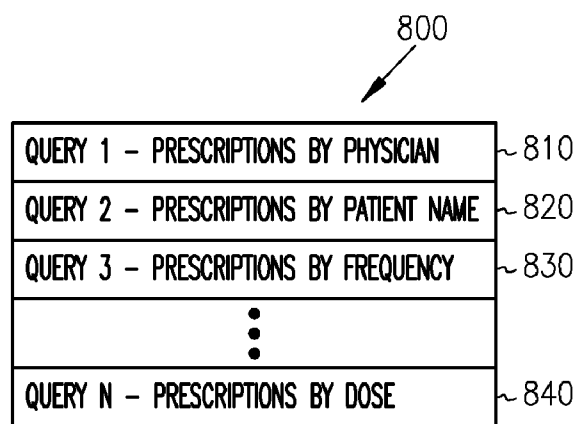 800
QUERY 1 - PRESCRIPTIONS BY PHYSICIAN 810
QUERY 2 - PRESCRIPTIONS BY PATIENT NAME 820
QUERY 3 - PRESCRIPTIONS BY FREQUENCY 830
QUERY N - PRESCRIPTIONS BY DOSE 840